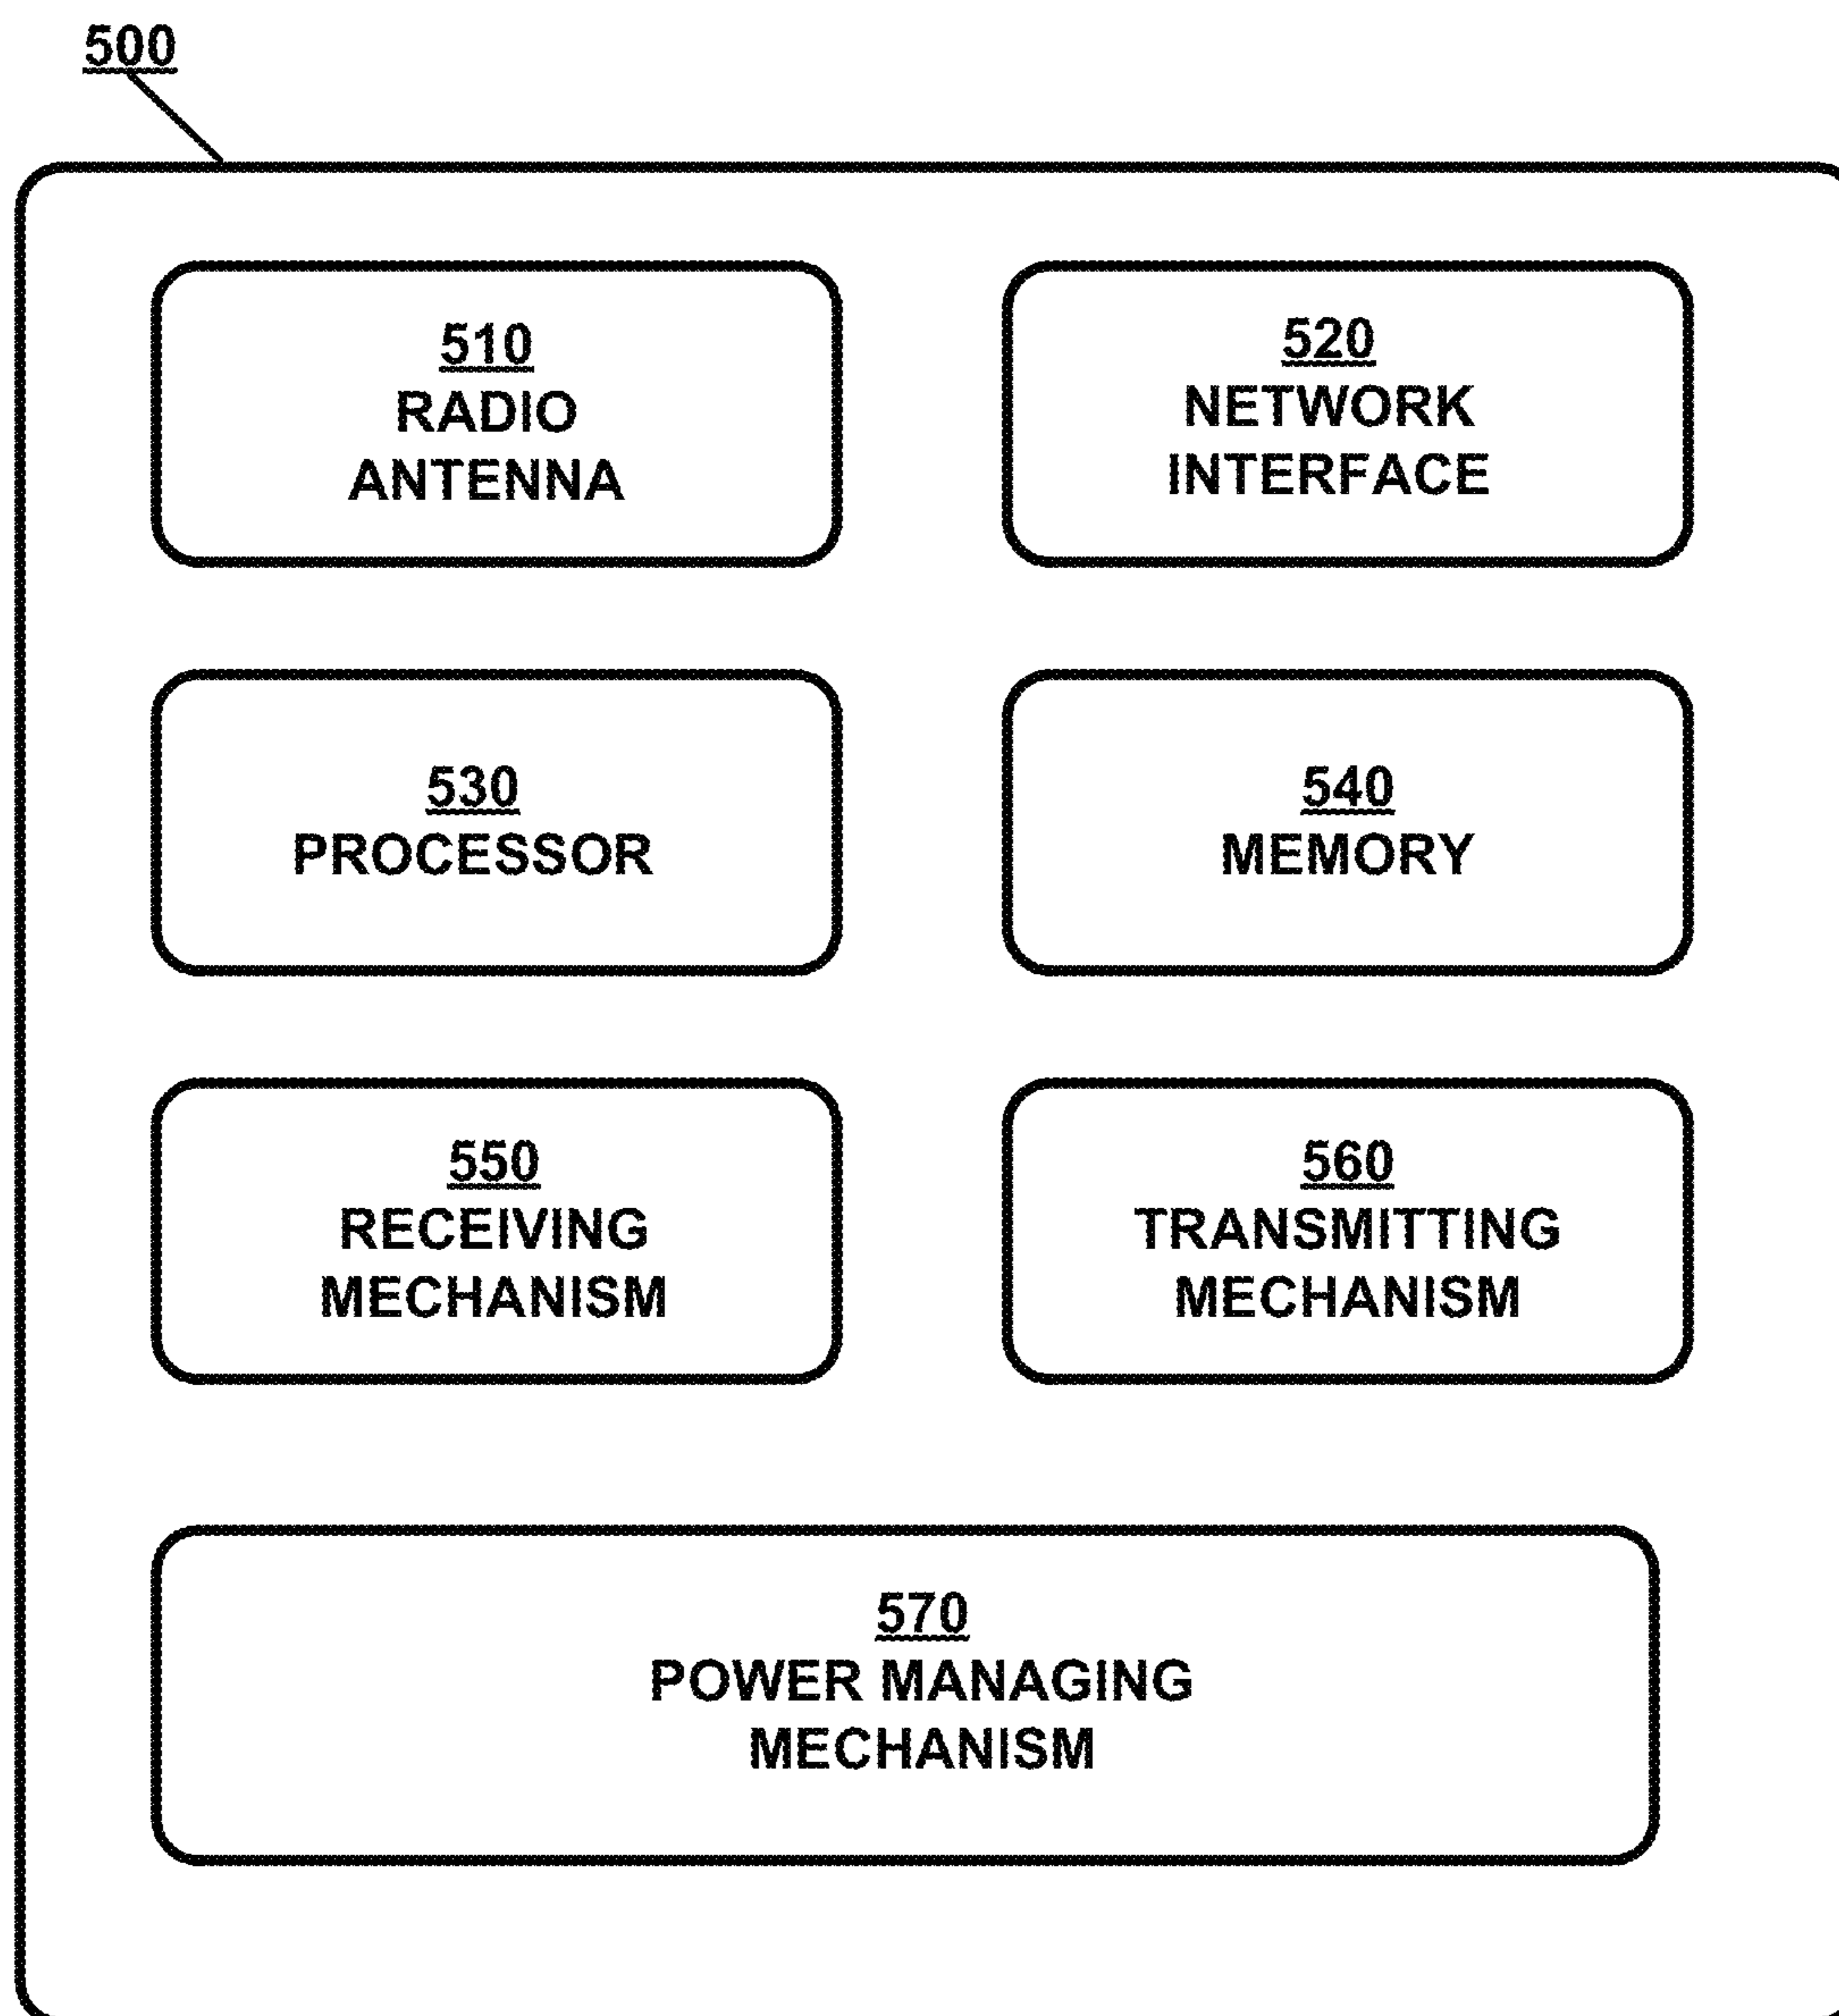 500
510
RADIO
ANTENNA
520
NETWORK
INTERFACE
530
PROCESSOR
540
MEMORY
550
RECEIVING
MECHANISM
560
TRANSMITTING
MECHANISM
570
POWER MANAGING
MECHANISM